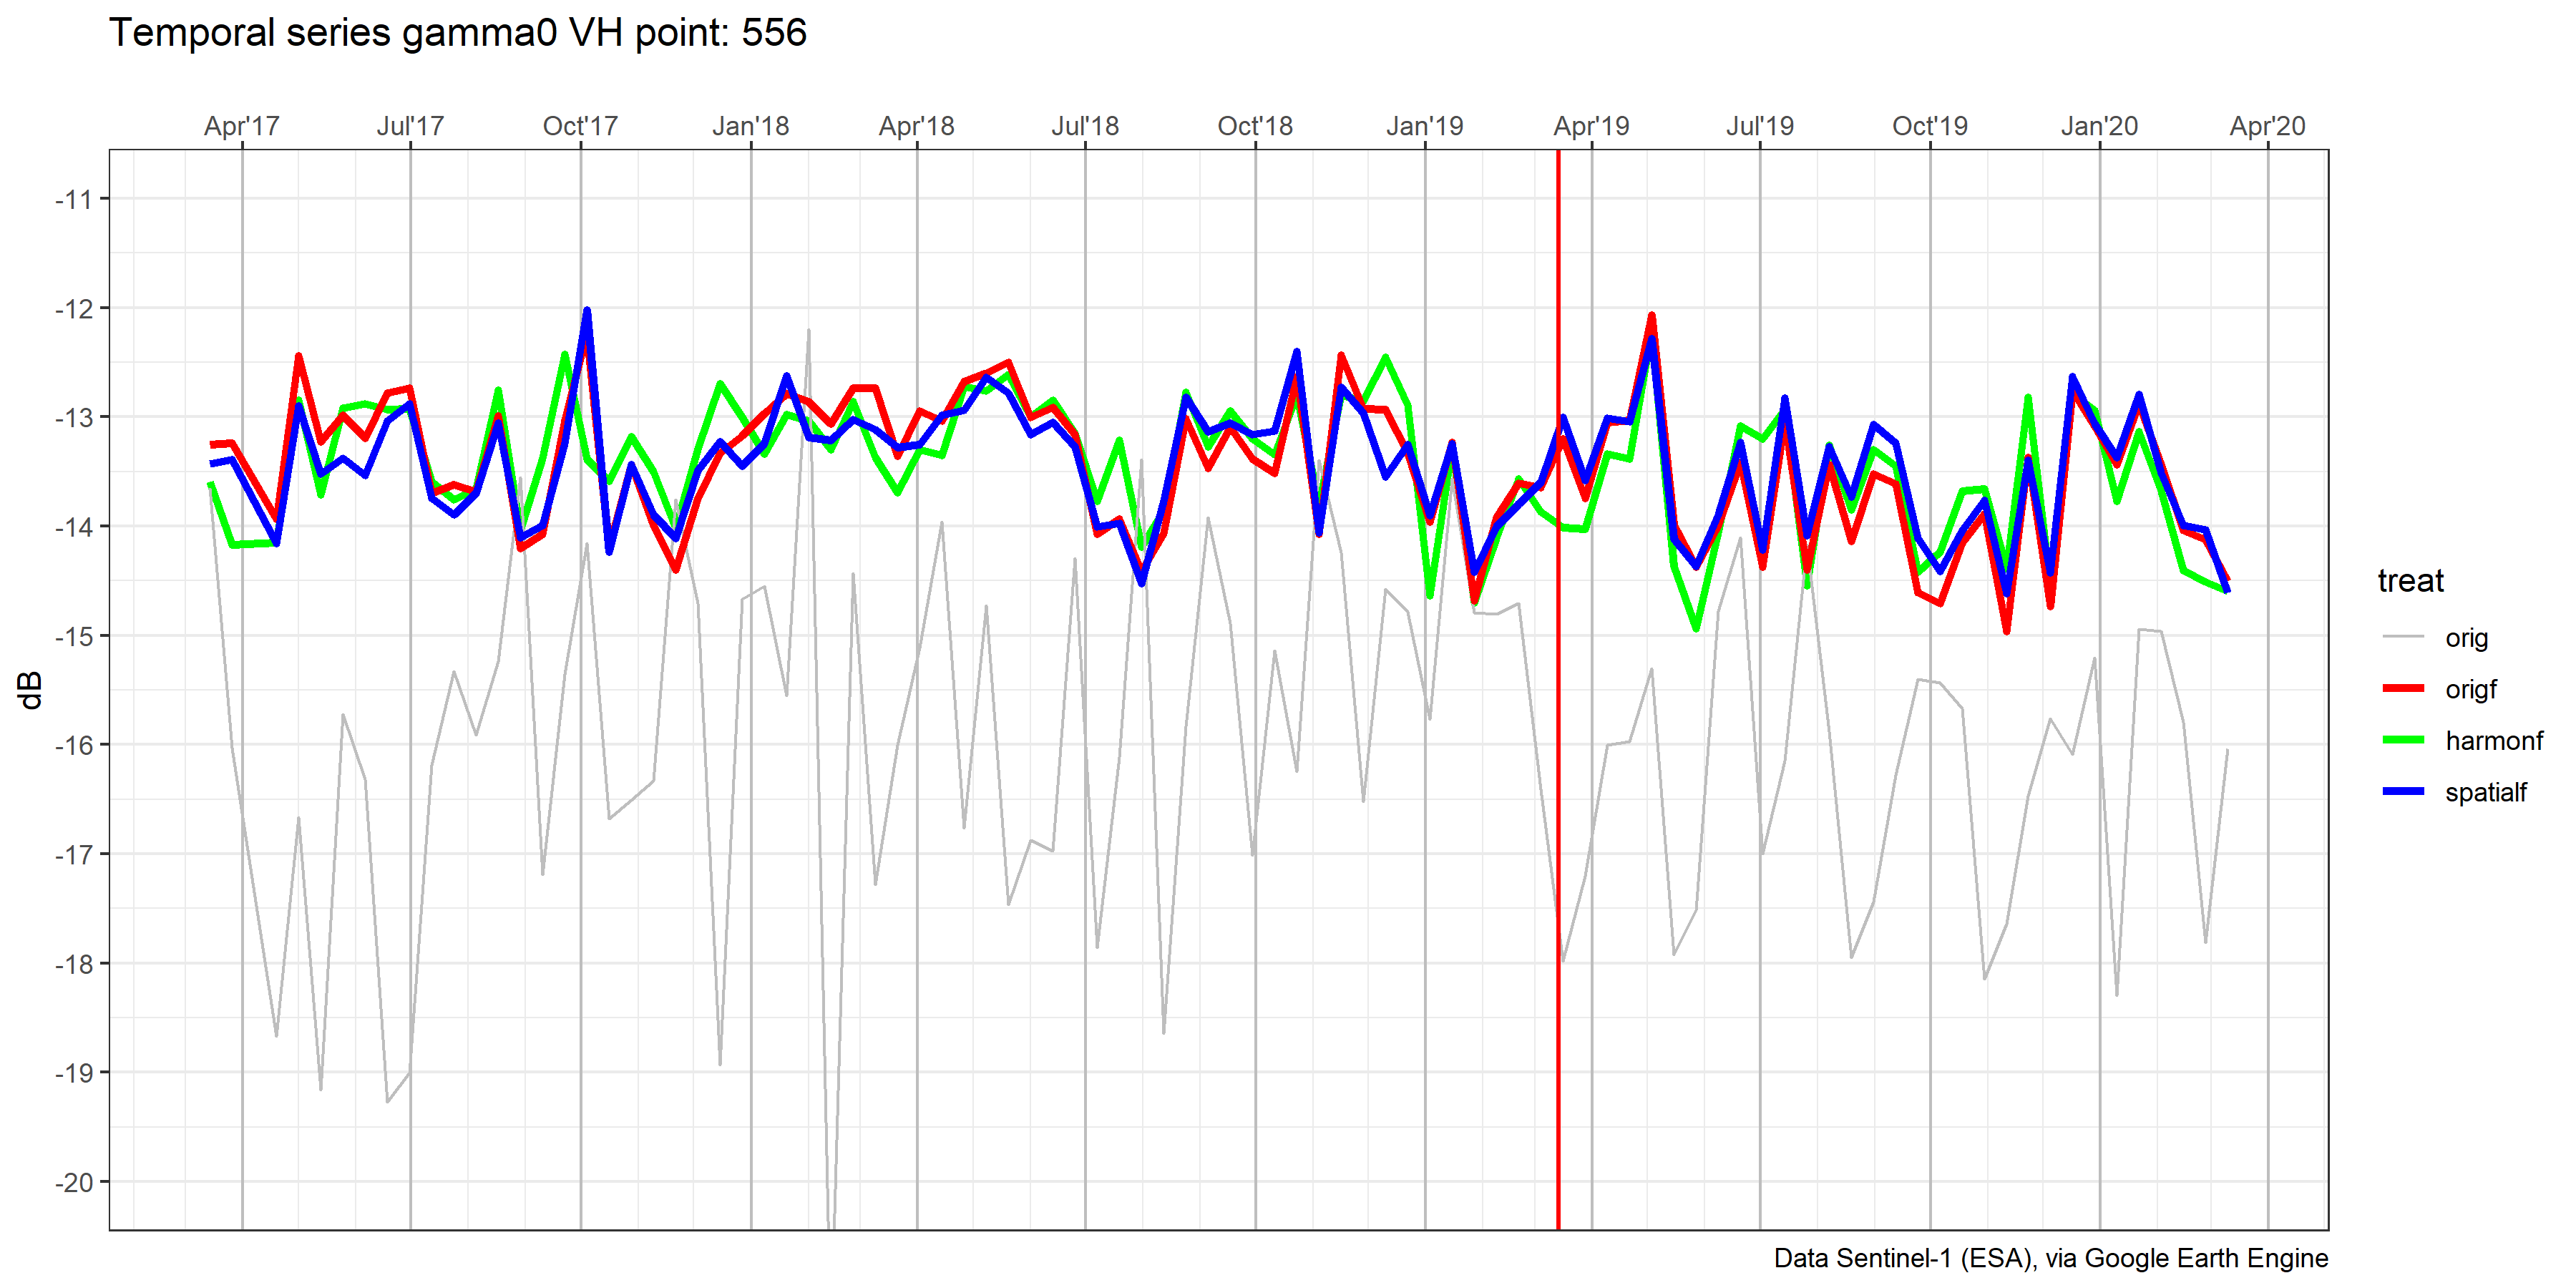 Temporal series gamma0 VH point: 556
Apr'17 Jul'17 Oct'17 Jan'18 Apr'18 Jul'18 Oct'18 Jan'19 Apr'19 Jul'19 Oct'19 Jan'20 Apr'20
-11
-12
-13
-14
-15
-16
-17
-18
-19
-20
dB
treat
orig
origf
harmonf
spatialf
Data Sentinel-1 (ESA), via Google Earth Engine